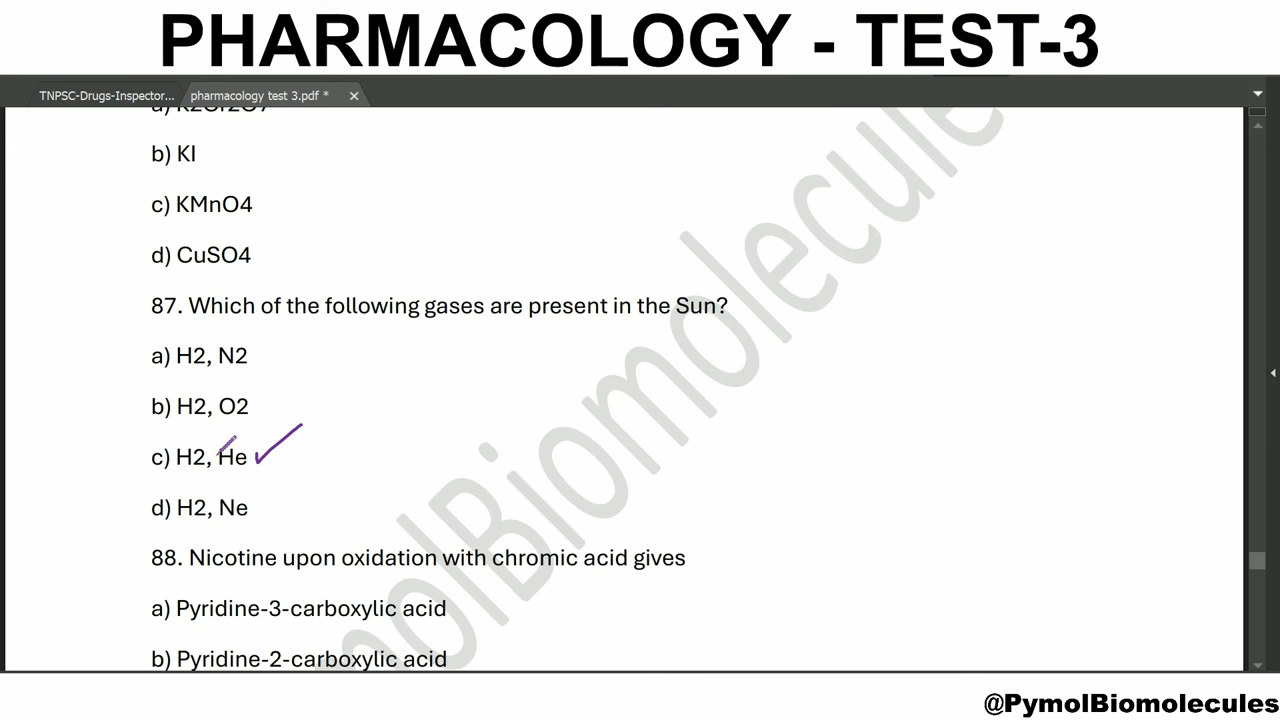 PHARMACOLOGY - TEST-3
TNPSC-Drugs-Inspector... pharmacology test 3.pdf *
a) K2Cr2O7
b) KI
c) KMnO4
d) CuSO4
87. Which of the following gases are present in the Sun?
a) H2, N2
b) H2, O2
c) H2, He
d) H2, Ne
88. Nicotine upon oxidation with chromic acid gives
a) Pyridine-3-carboxylic acid
b) Pyridine-2-carboxylic acid
molBiomolecule
@PymolBiomolecules